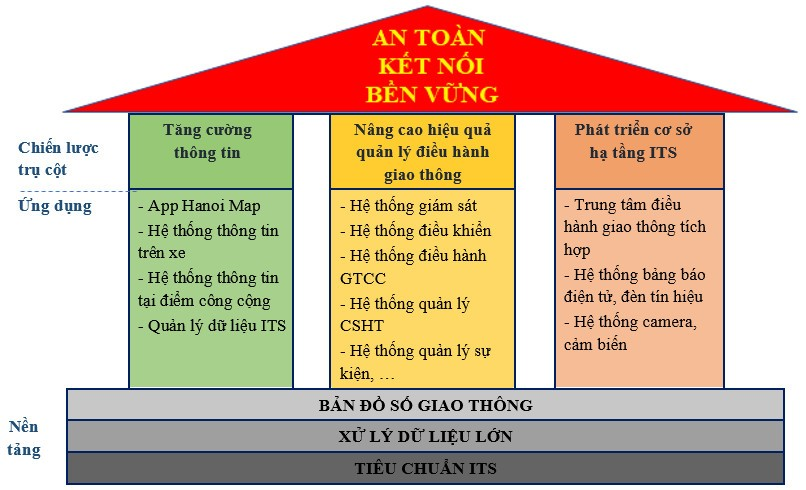 AN TOÀN
KẾT NỐI
BỀN VỮNG
Chiến lược
trụ cột
Tăng cường
thông tin
Nâng cao hiệu quả
quản lý điều hành
giao thông
Phát triển cơ sở
hạ tầng ITS
Ứng dụng
- App Hanoi Map
- Hệ thống thông tin
trên xe
- Hệ thống thông tin
tại điểm công cộng
- Quản lý dữ liệu ITS
- Hệ thống giám sát
- Hệ thống điều khiển
- Hệ thống điều hành
GTCC
- Hệ thống quản lý
CSHT
- Hệ thống quản lý sự
kiện, …
- Trung tâm điều
hành giao thông tích
hợp
- Hệ thống bảng báo
điện tử, đèn tín hiệu
- Hệ thống camera,
cảm biến
Nền
tảng
BẢN ĐỒ SỐ GIAO THÔNG
XỬ LÝ DỮ LIỆU LỚN
TIÊU CHUẨN ITS